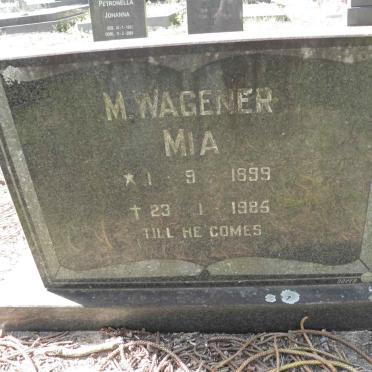 PETRONELLA
JOHANNA
M. WAGENER
MIA
* 1 - 9 - 1899
† 23 - 1 - 1985
TILL HE COMES